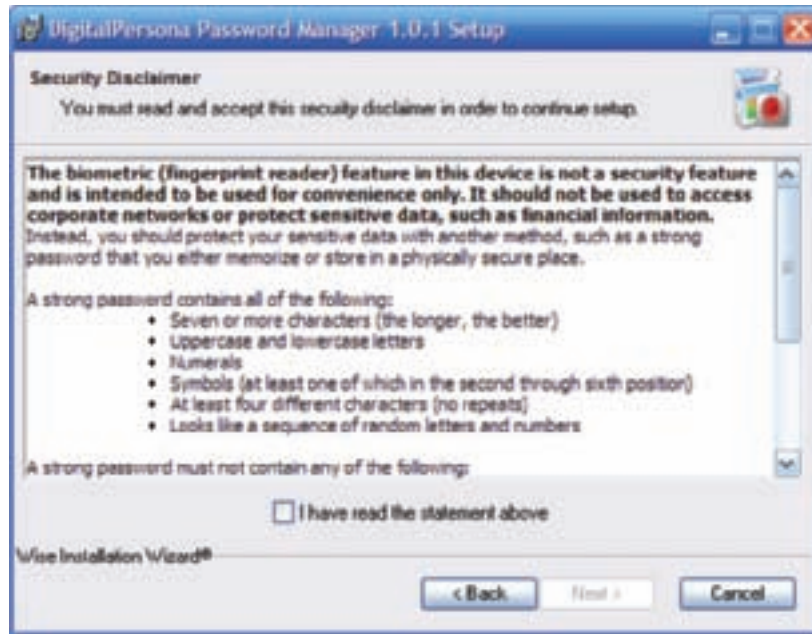 DigitalPersona Password Manager 1.0.1 Setup
Security Disclaimer
You must read and accept this security disclaimer in order to continue setup.
The biometric (fingerprint reader) feature in this device is not a security feature
and is intended to be used for convenience only. It should not be used to access
corporate networks or protect sensitive data, such as financial information.
Instead, you should protect your sensitive data with another method, such as a strong
password that you either memorize or store in a physically secure place.
A strong password contains all of the following:
• Seven or more characters (the longer, the better)
• Uppercase and lowercase letters
• Numerals
• Symbols (at least one of which in the second through sixth position)
• At least four different characters (no repeats)
• Looks like a sequence of random letters and numbers
A strong password must not contain any of the following:
I have read the statement above
Wise Installation Wizard®
< Back
Next >
Cancel